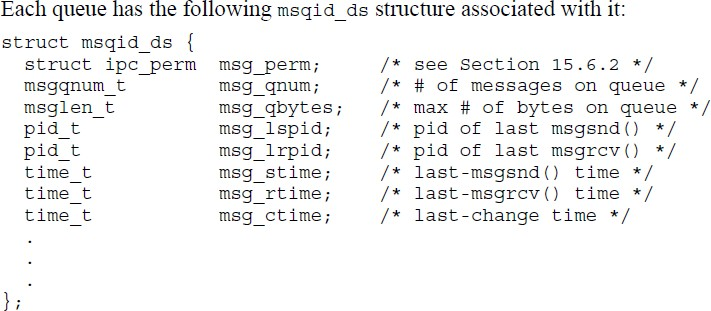 Each queue has the following msqid_ds structure associated with it:
struct msqid_ds {
  struct ipc_perm  msg_perm;     /* see Section 15.6.2 */
  msgqnum_t        msg_qnum;     /* # of messages on queue */
  msglen_t         msg_qbytes;   /* max # of bytes on queue */
  pid_t            msg_lspid;    /* pid of last msgsnd() */
  pid_t            msg_lrpid;    /* pid of last msgrcv() */
  time_t           msg_stime;    /* last-msgsnd() time */
  time_t           msg_rtime;    /* last-msgrcv() time */
  time_t           msg_ctime;    /* last-change time */
  .
  .
  .
};